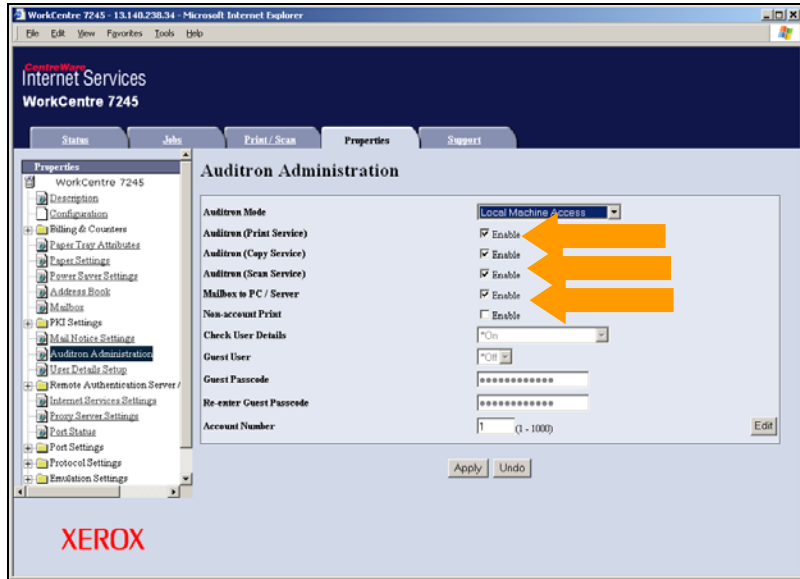 WorkCentre 7245 - 13.140.238.34 - Microsoft Internet Explorer
File Edit View Favorites Tools Help
CentreWare
Internet Services
WorkCentre 7245
Status Jobs Print / Scan Properties Support
Properties
WorkCentre 7245
Description
Configuration
Billing & Counters
Paper Tray Attributes
Paper Settings
Power Saver Settings
Address Book
Mailbox
PKI Settings
Mail Notice Settings
Auditron Administration
User Details Setup
Remote Authentication Server /
Internet Services Settings
Proxy Server Settings
Port Status
Port Settings
Protocol Settings
Emulation Settings
Auditron Administration
Auditron Mode Local Machine Access
Auditron (Print Service) Enable
Auditron (Copy Service) Enable
Auditron (Scan Service) Enable
Mailbox to PC / Server Enable
Non-account Print Enable
Check User Details *On
Guest User *Off
Guest Passcode
Re-enter Guest Passcode
Account Number 1 (1 - 1000) Edit
Apply Undo
XEROX